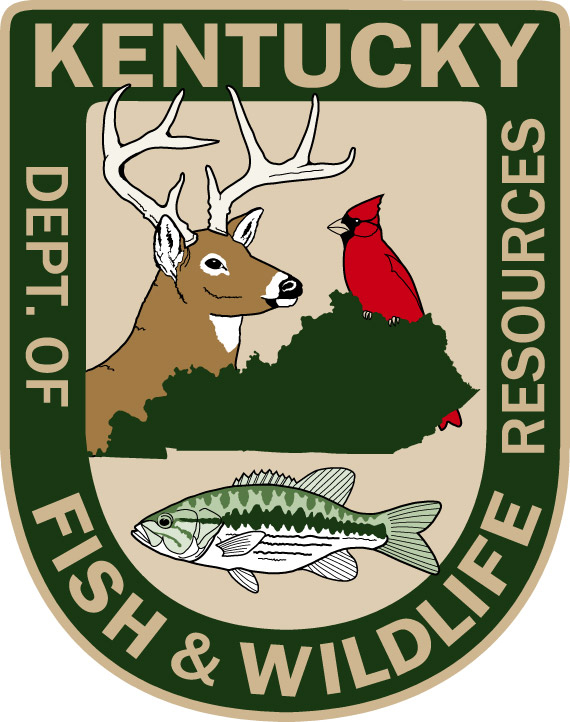 KENTUCKY
DEPT. OF
FISH & WILDLIFE
RESOURCES